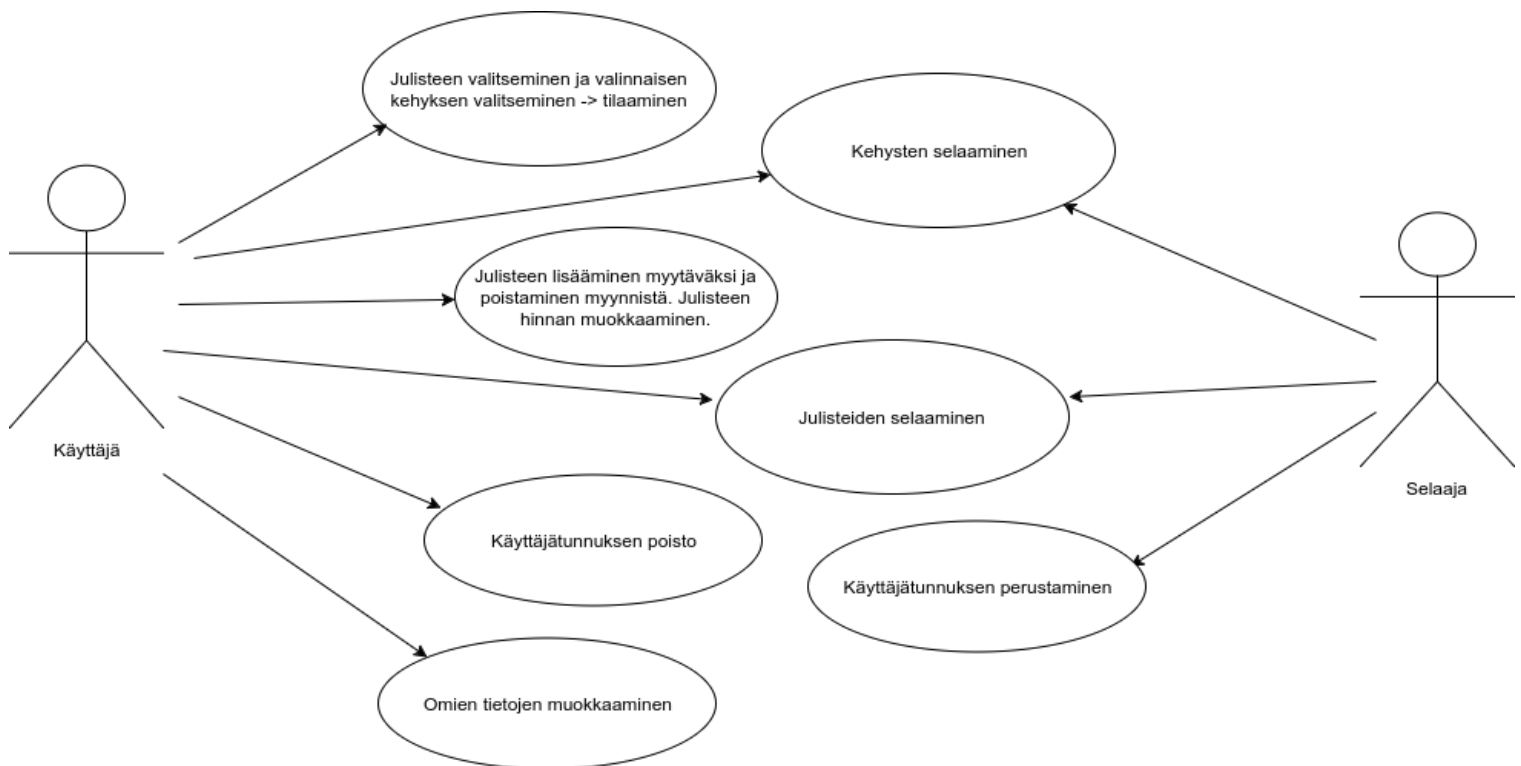 Julisteen valitseminen ja valinnaisen
kehyksen valitseminen -> tilaaminen
Kehysten selaaminen
Julisteen lisääminen myytäväksi ja
poistaminen myynnistä. Julisteen
hinnan muokkaaminen.
Julisteiden selaaminen
Käyttäjä
Selaaja
Käyttäjätunnuksen poisto
Käyttäjätunnuksen perustaminen
Omien tietojen muokkaaminen